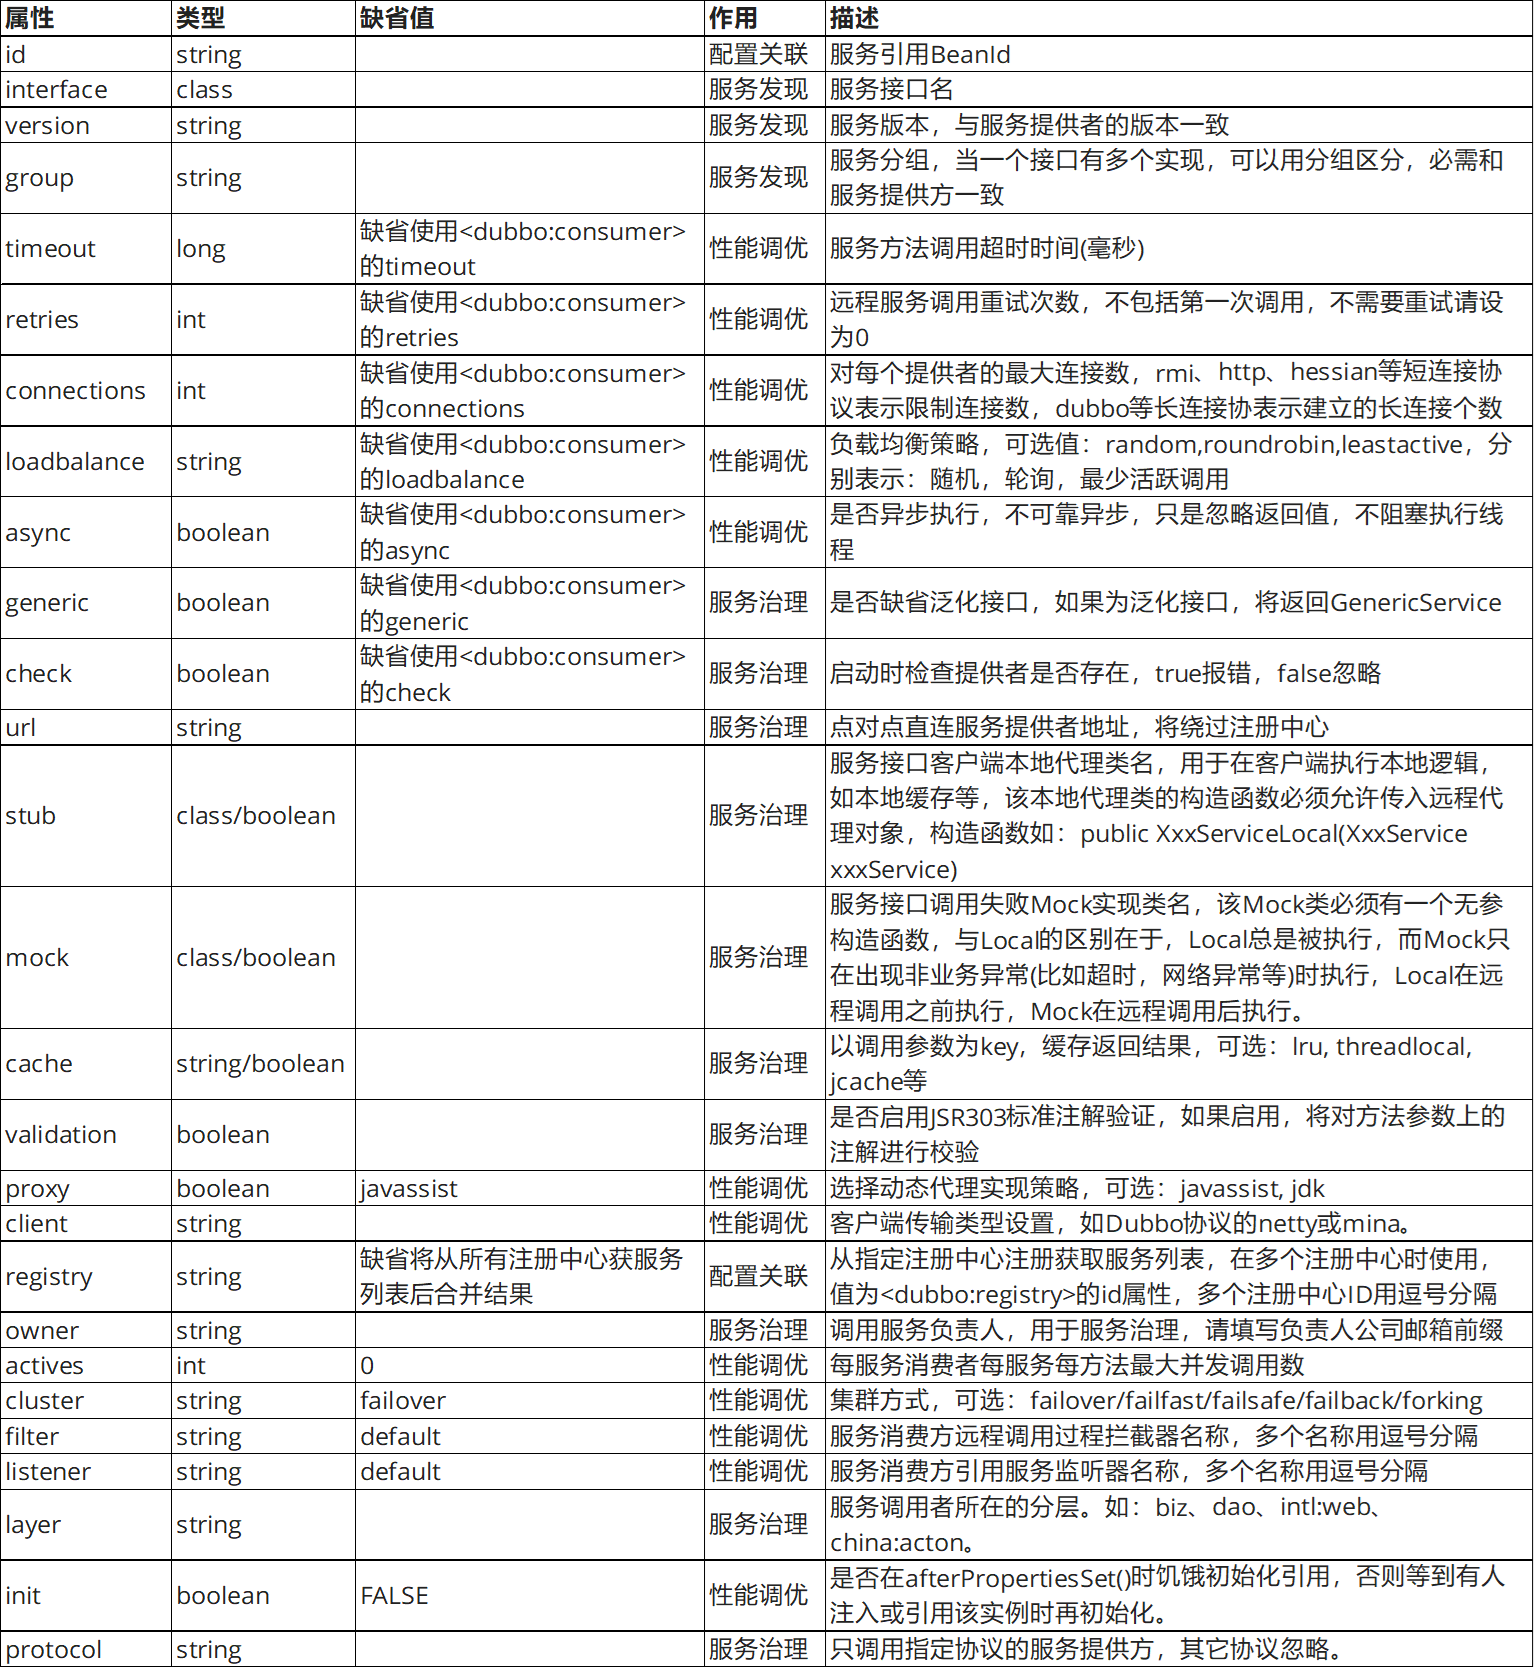 属性 类型 缺省值 作用 描述
id string 配置关联 服务引用BeanId
interface class 服务发现 服务接口名
version string 服务发现 服务版本，与服务提供者的版本一致
group string 服务发现 服务分组，当一个接口有多个实现，可以用分组区分，必需和
服务提供方一致
timeout long 缺省使用<dubbo:consumer>
的timeout 性能调优 服务方法调用超时时间(毫秒)
retries int 缺省使用<dubbo:consumer>
的retries 性能调优 远程服务调用重试次数，不包括第一次调用，不需要重试请设
为0
connections int 缺省使用<dubbo:consumer>
的connections 性能调优 对每个提供者的最大连接数，rmi、http、hessian等短连接协
议表示限制连接数，dubbo等长连接协表示建立的长连接个数
loadbalance string 缺省使用<dubbo:consumer>
的loadbalance 性能调优 负载均衡策略，可选值：random,roundrobin,leastactive，分
别表示：随机，轮询，最少活跃调用
async boolean 缺省使用<dubbo:consumer>
的async 性能调优 是否异步执行，不可靠异步，只是忽略返回值，不阻塞执行线
程
generic boolean 缺省使用<dubbo:consumer>
的generic 服务治理 是否缺省泛化接口，如果为泛化接口，将返回GenericService
check boolean 缺省使用<dubbo:consumer>
的check 服务治理 启动时检查提供者是否存在，true报错，false忽略
url string 服务治理 点对点直连服务提供者地址，将绕过注册中心
stub class/boolean 服务治理 服务接口客户端本地代理类名，用于在客户端执行本地逻辑，
如本地缓存等，该本地代理类的构造函数必须允许传入远程代
理对象，构造函数如：public XxxServiceLocal(XxxService
xxxService)
mock class/boolean 服务治理 服务接口调用失败Mock实现类名，该Mock类必须有一个无参
构造函数，与Local的区别在于，Local总是被执行，而Mock只
在出现非业务异常(比如超时，网络异常等)时执行，Local在远
程调用之前执行，Mock在远程调用后执行。
cache string/boolean 服务治理 以调用参数为key，缓存返回结果，可选：lru, threadlocal,
jcache等
validation boolean 服务治理 是否启用JSR303标准注解验证，如果启用，将对方法参数上的
注解进行校验
proxy boolean javassist 性能调优 选择动态代理实现策略，可选：javassist, jdk
client string 性能调优 客户端传输类型设置，如Dubbo协议的netty或mina。
registry string 缺省将从所有注册中心获服务
列表后合并结果 配置关联 从指定注册中心注册获取服务列表，在多个注册中心时使用，
值为<dubbo:registry>的id属性，多个注册中心ID用逗号分隔
owner string 服务治理 调用服务负责人，用于服务治理，请填写负责人公司邮箱前缀
actives int 0 性能调优 每服务消费者每服务每方法最大并发调用数
cluster string failover 性能调优 集群方式，可选：failover/failfast/failsafe/failback/forking
filter string default 性能调优 服务消费方远程调用过程拦截器名称，多个名称用逗号分隔
listener string default 性能调优 服务消费方引用服务监听器名称，多个名称用逗号分隔
layer string 服务治理 服务调用者所在的分层。如：biz、dao、intl:web、
china:acton。
init boolean FALSE 性能调优 是否在afterPropertiesSet()时饥饿初始化引用，否则等到有人
注入或引用该实例时再初始化。
protocol string 服务治理 只调用指定协议的服务提供方，其它协议忽略。